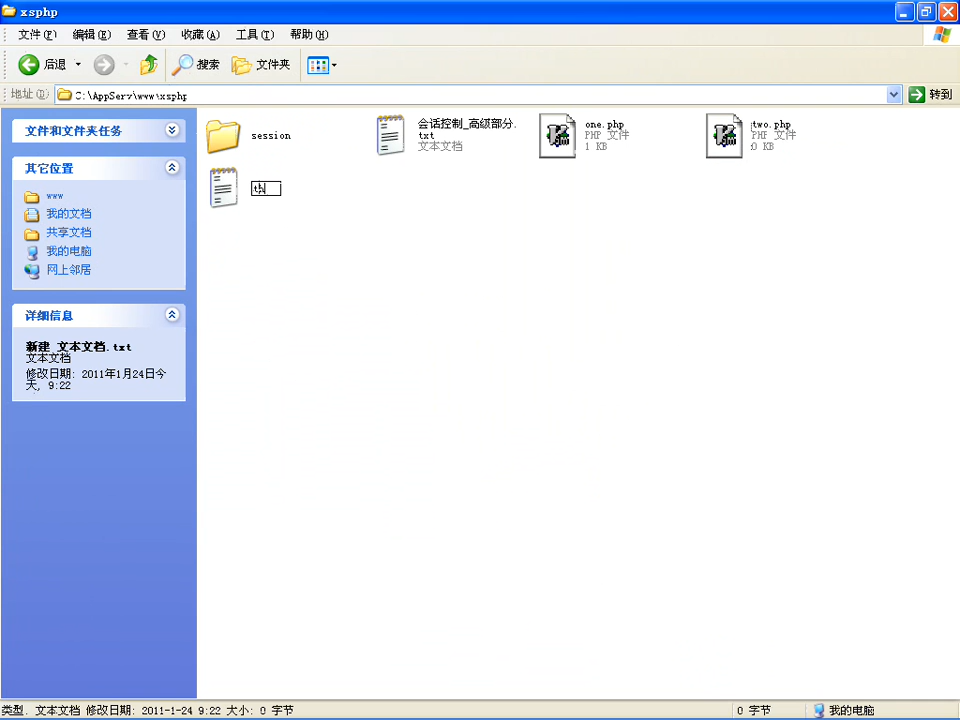 xsphp
文件(F) 编辑(E) 查看(V) 收藏(A) 工具(T) 帮助(H)
后退 搜索 文件夹
地址(D) C:\AppServ\www\xsphp 转到
文件和文件夹任务
其它位置
www
我的文档
共享文档
我的电脑
网上邻居
详细信息
新建 文本文档.txt
文本文档
修改日期: 2011年1月24日今
天, 9:22
session
会话控制_高级部分.
txt
文本文档
one.php
PHP 文件
1 KB
two.php
PHP 文件
0 KB
类型: 文本文档 修改日期: 2011-1-24 9:22 大小: 0 字节 0 字节 我的电脑